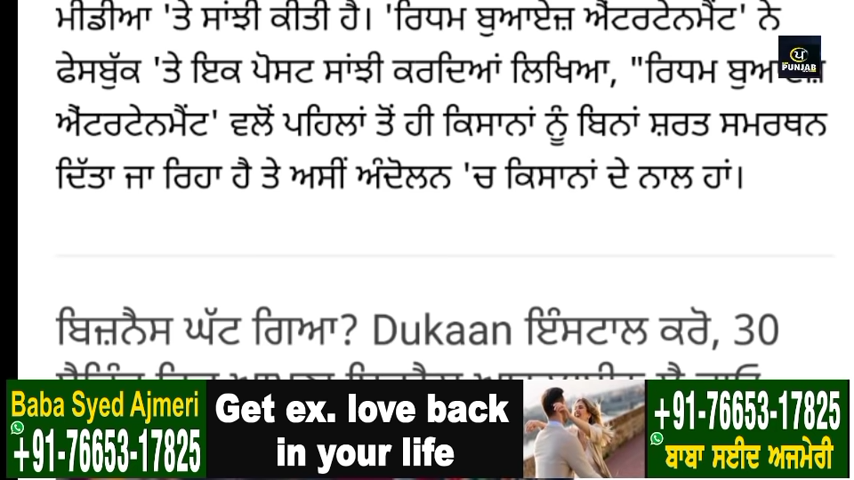 ਮੀਡੀਆ 'ਤੇ ਸਾਂਝੀ ਕੀਤੀ ਹੈ। 'ਰਿਧਮ ਬੁਆਏਜ਼ ਐਂਟਰਟੇਨਮੈਂਟ' ਨੇ
ਫੇਸਬੁੱਕ 'ਤੇ ਇਕ ਪੋਸਟ ਸਾਂਝੀ ਕਰਦਿਆਂ ਲਿਖਿਆ, "ਰਿਧਮ
PUNJAB
ਐਂਟਰਟੇਨਮੈਂਟ' ਵਲੋਂ ਪਹਿਲਾਂ ਤੋਂ ਹੀ ਕਿਸਾਨਾਂ ਨੂੰ ਬਿਨਾਂ ਸ਼ਰਤ ਸਮਰਥਨ
ਦਿੱਤਾ ਜਾ ਰਿਹਾ ਹੈ ਤੇ ਅਸੀਂ ਅੰਦੋਲਨ 'ਚ ਕਿਸਾਨਾਂ ਦੇ ਨਾਲ ਹਾਂ।
ਬਿਜ਼ਨੈਸ ਘੱਟ ਗਿਆ? Dukaan ਇੰਸਟਾਲ ਕਰੋ, 30
Baba Syed Ajmeri
+91-76653-17825
Get ex. love back
in your life
+91-76653-17825
ਬਾਬਾ ਸਈਦ ਅਜਮੇਰੀ